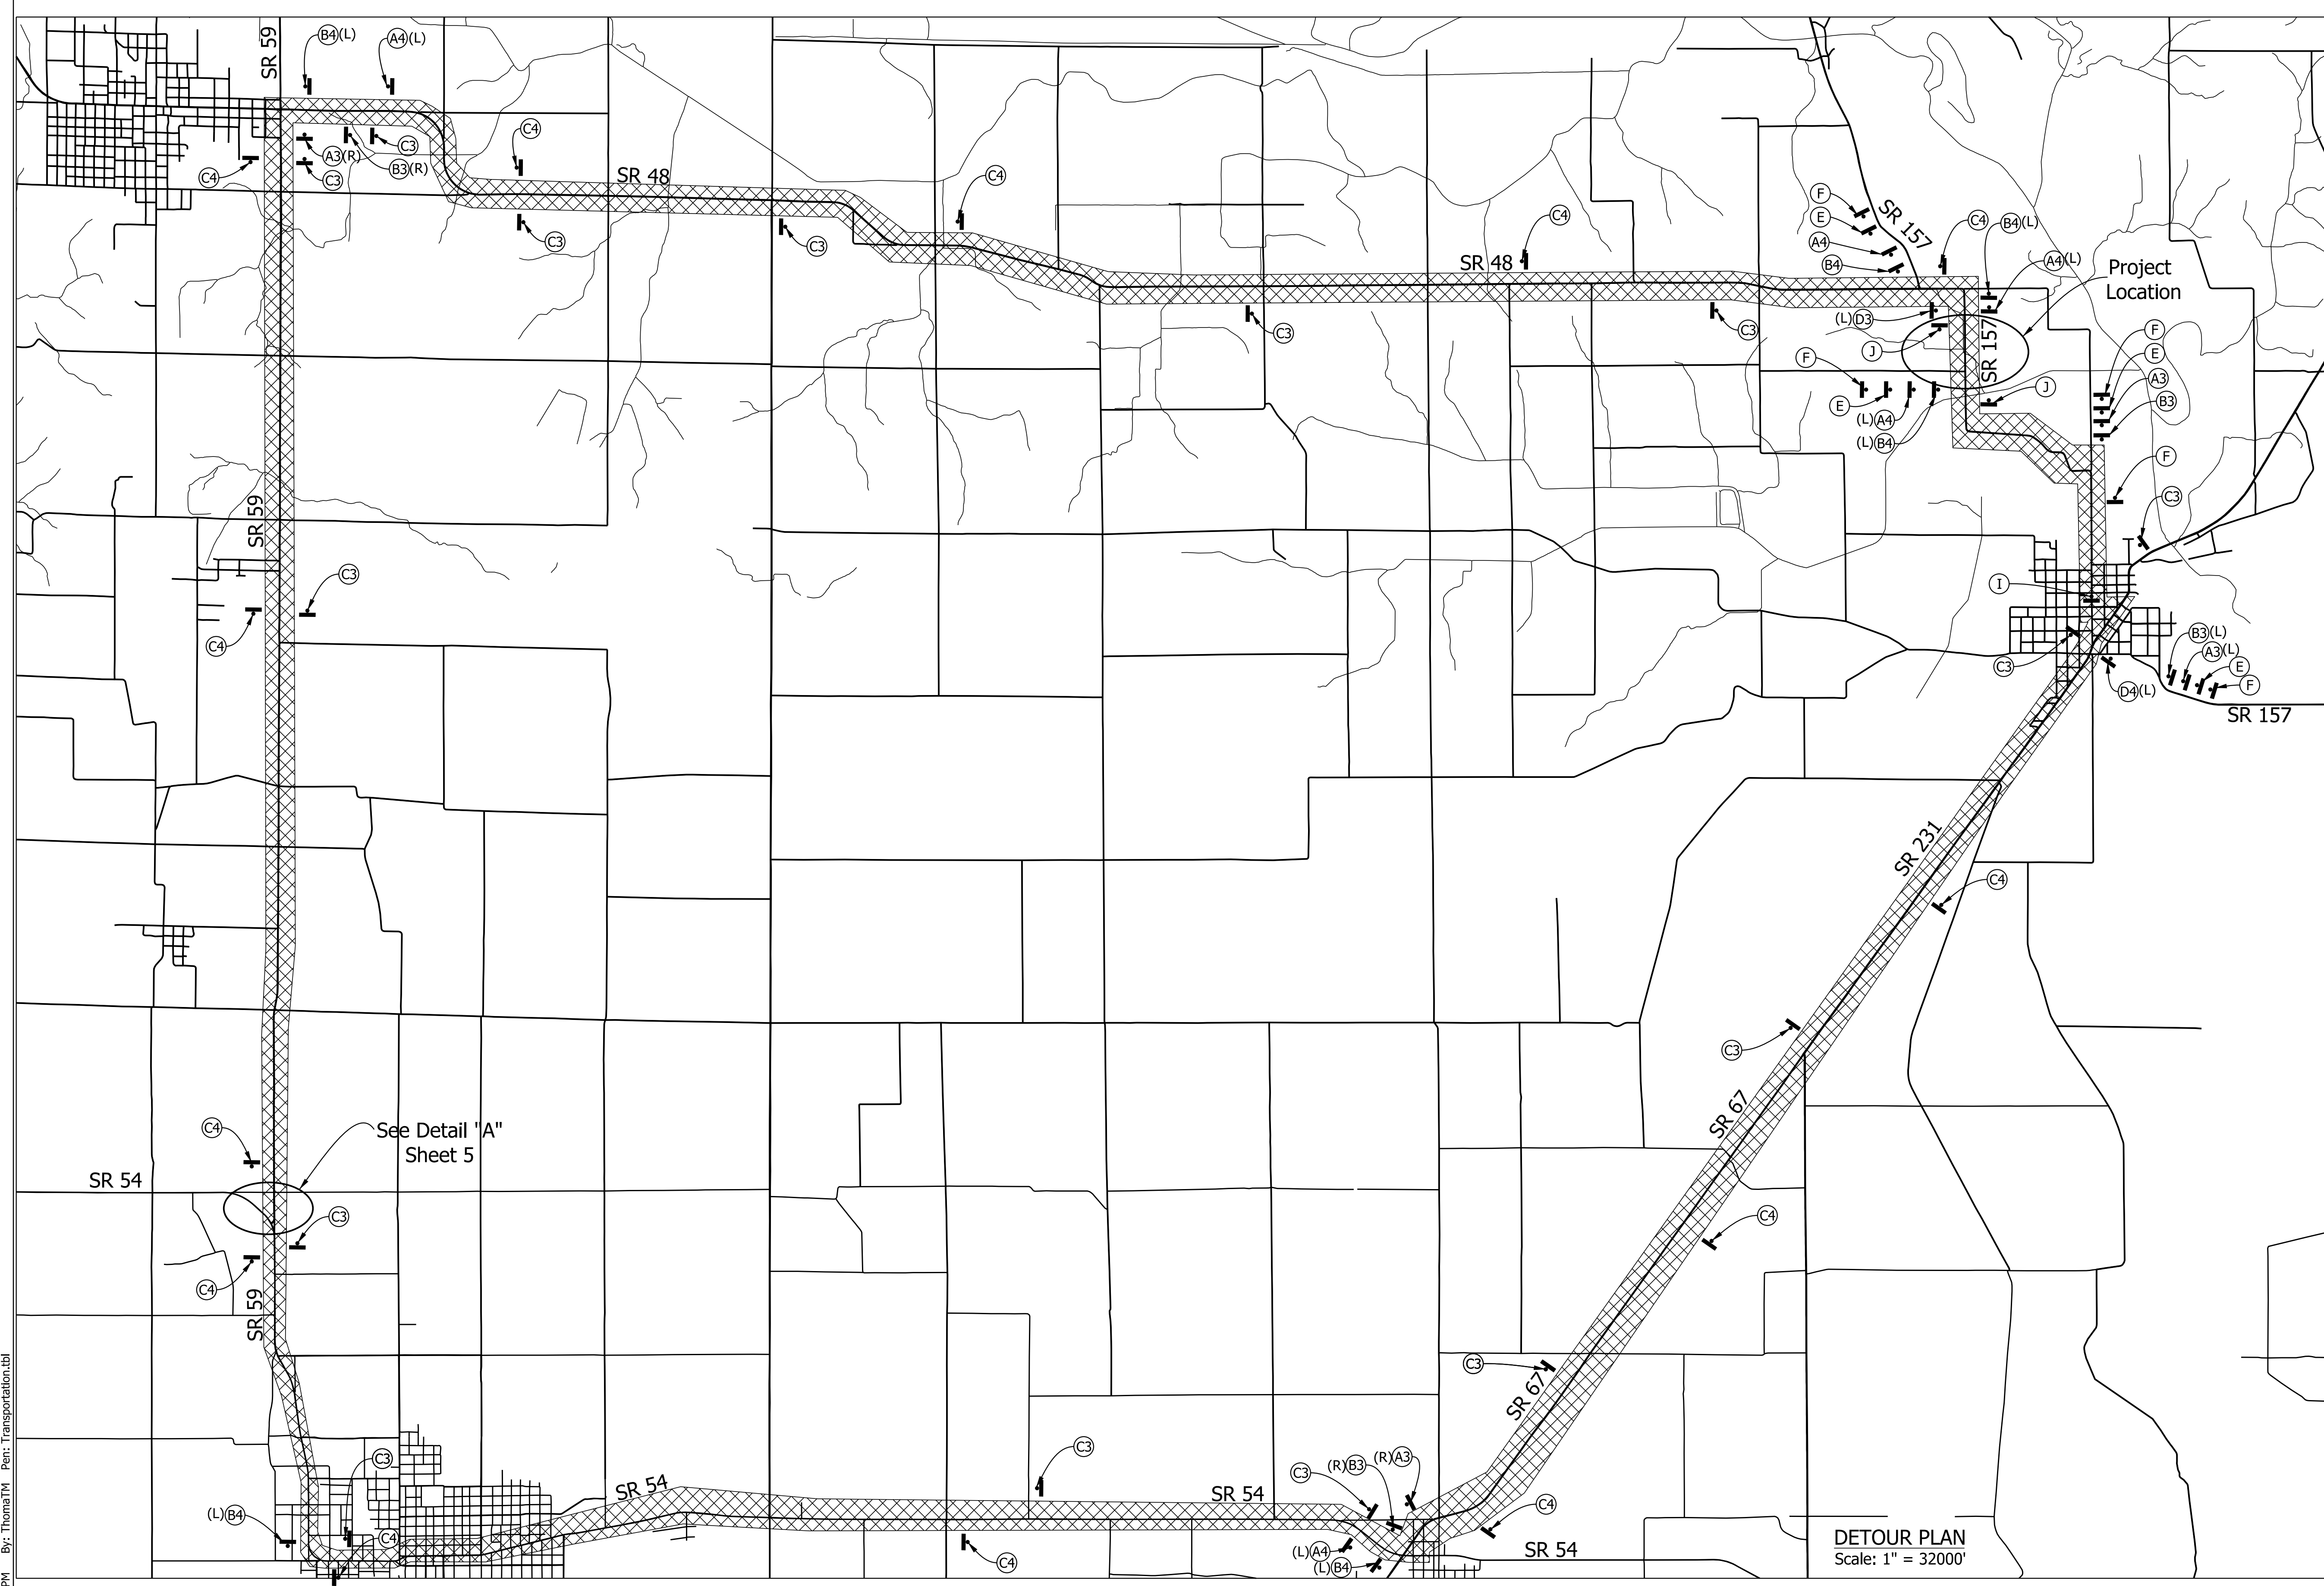 SR 59
B4 (L)
A4 (L)
C4
A3 (R)
C3
B3 (R)
C3
C4
C3
SR 48
C3
C4
C3
SR 48
C4
C3
F
E
A4
B4
SR 157
C4
B4 (L)
A4 (L)
Project
Location
(L) D3
J
SR 157
F
E
(L) A4
(L) B4
J
F
E
A3
B3
F
C3
I
C3
D4 (L)
B3 (L)
A3 (L)
E
F
SR 157
SR 59
C3
C4
SR 231
C4
C3
SR 67
C4
C3
SR 67
C4
See Detail "A"
Sheet 5
SR 54
C3
C4
SR 59
C3
(L) B4
C4
SR 54
C3
C4
SR 54
C3
(R) B3
(R) A3
(L) A4
(L) B4
C4
SR 54
DETOUR PLAN
Scale: 1" = 32000'
PM By: ThomaTM Pen: Transportation.tbl